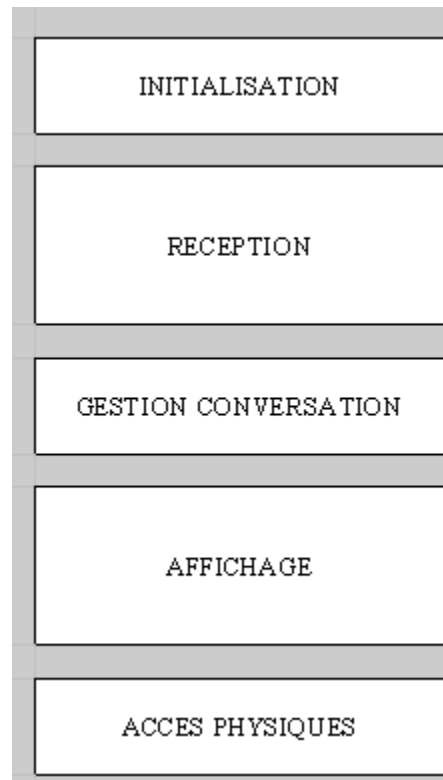 INITIALISATION
RECEPTION
GESTION CONVERSATION
AFFICHAGE
ACCES PHYSIQUES